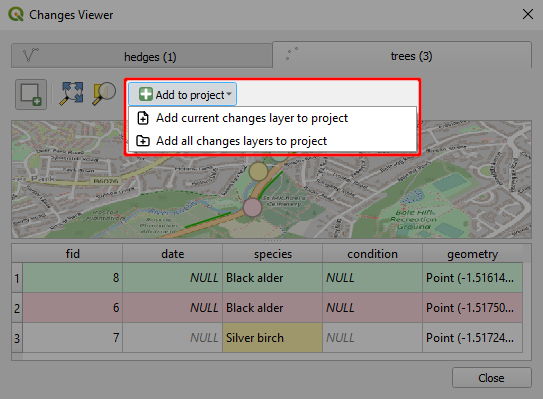 Changes Viewer
hedges (1)
trees (3)
Add to project
Add current changes layer to project
Add all changes layers to project
B6026
Bole Hill
Recreation
Ground
fid date species condition geometry
1 8 NULL Black alder NULL Point (-1.51614...
2 6 NULL Black alder NULL Point (-1.51750...
3 7 NULL Silver birch NULL Point (-1.51724...
Close